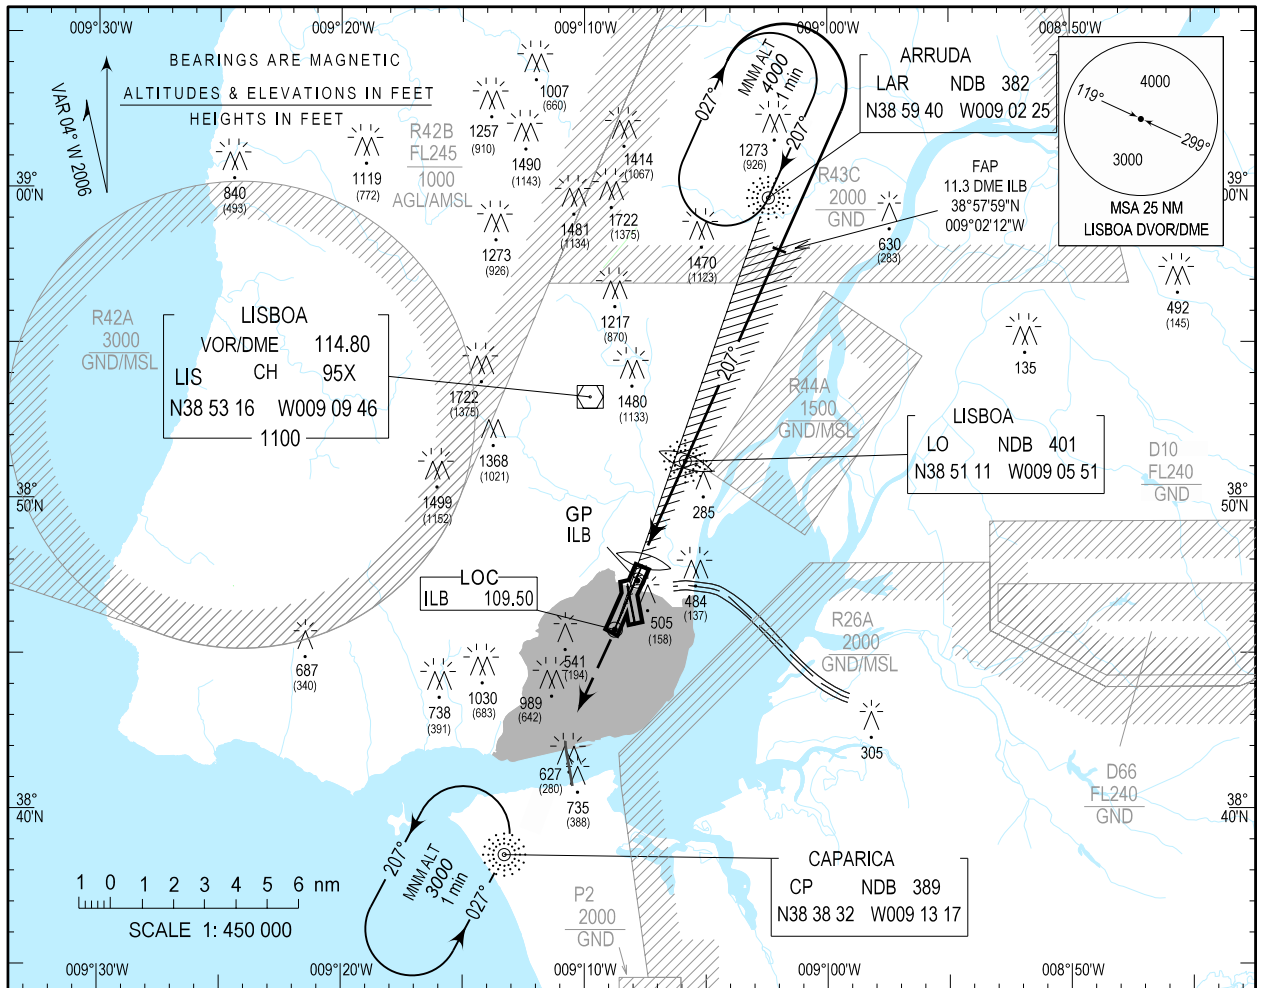 009°30'W
009°20'W
009°10'W
009°00'W
008°50'W
BEARINGS ARE MAGNETIC
ALTITUDES & ELEVATIONS IN FEET
HEIGHTS IN FEET
VAR 04° W 2006
R42B
FL245
1000
AGL/AMSL
1007
(660)
1257
(910)
1490
(1143)
1414
(1067)
1119
(772)
840
(493)
1481
(1134)
1722
(1375)
1273
(926)
1470
(1123)
027°
MNM ALT
4000
1 min
207°
1273
(926)
ARRUDA
LAR NDB 382
N38 59 40 W009 02 25
R43C
2000
GND
FAP
11.3 DME ILB
38°57'59"N
009°02'12"W
630
(283)
119°
4000
299°
3000
MSA 25 NM
LISBOA DVOR/DME
39°
00'N
39°
00'N
492
(145)
135
R42A
3000
GND/MSL
LISBOA
VOR/DME 114.80
LIS CH 95X
N38 53 16 W009 09 46
1100
1217
(870)
1722
(1375)
1480
(1133)
1368
(1021)
1499
(1152)
207°
R44A
1500
GND/MSL
LISBOA
LO NDB 401
N38 51 11 W009 05 51
D10
FL240
GND
38°
50'N
38°
50'N
285
GP
ILB
LOC
ILB 109.50
484
(137)
505
(158)
541
(194)
R26A
2000
GND/MSL
687
(340)
738
(391)
1030
(683)
989
(642)
305
627
(280)
735
(388)
D66
FL240
GND
38°
40'N
38°
40'N
207°
MNM ALT
3000
1 min
027°
CAPARICA
CP NDB 389
N38 38 32 W009 13 17
P2
2000
GND
1 0 1 2 3 4 5 6 nm
SCALE 1: 450 000
009°30'W
009°20'W
009°10'W
009°00'W
008°50'W